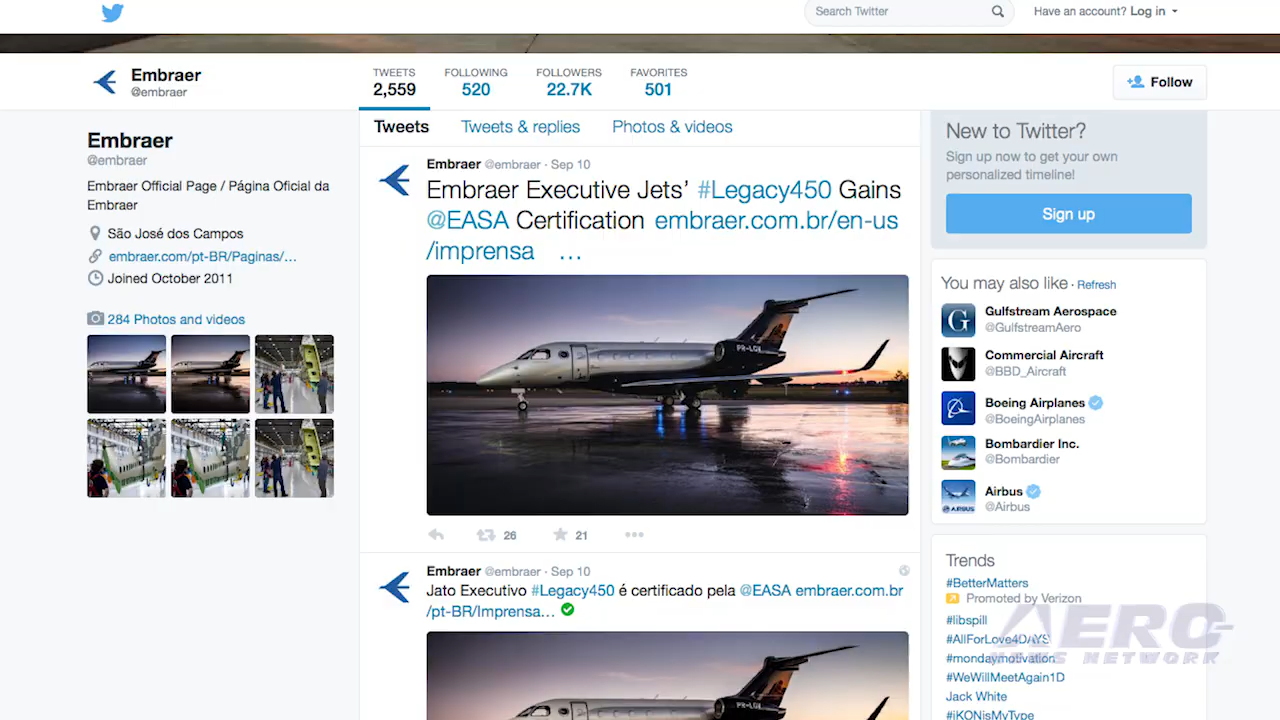 Search Twitter
Have an account? Log in
Embraer
@embraer
TWEETS
2,559
FOLLOWING
520
FOLLOWERS
22.7K
FAVORITES
501
Follow
Embraer
@embraer
Embraer Official Page / Página Oficial da
Embraer
São José dos Campos
embraer.com/pt-BR/Paginas/…
Joined October 2011
284 Photos and videos
Tweets
Tweets & replies
Photos & videos
Embraer @embraer · Sep 10
Embraer Executive Jets’ #Legacy450 Gains
@EASA Certification embraer.com.br/en-us
/imprensa …
PR-LGV
26
21
Embraer @embraer · Sep 10
Jato Executivo #Legacy450 é certificado pela @EASA embraer.com.br
/pt-BR/Imprensa…
New to Twitter?
Sign up now to get your own
personalized timeline!
Sign up
You may also like · Refresh
Gulfstream Aerospace
@GulfstreamAero
Commercial Aircraft
@BBD_Aircraft
Boeing Airplanes
@BoeingAirplanes
Bombardier Inc.
@Bombardier
Airbus
@Airbus
AIRBUS
Trends
#BetterMatters
Promoted by Verizon
#libspill
#AllForLove4DAYS
#mondaymotivation
#WeWillMeetAgain1D
Jack White
#iKONisMyType
AERO
NEWS NETWORK